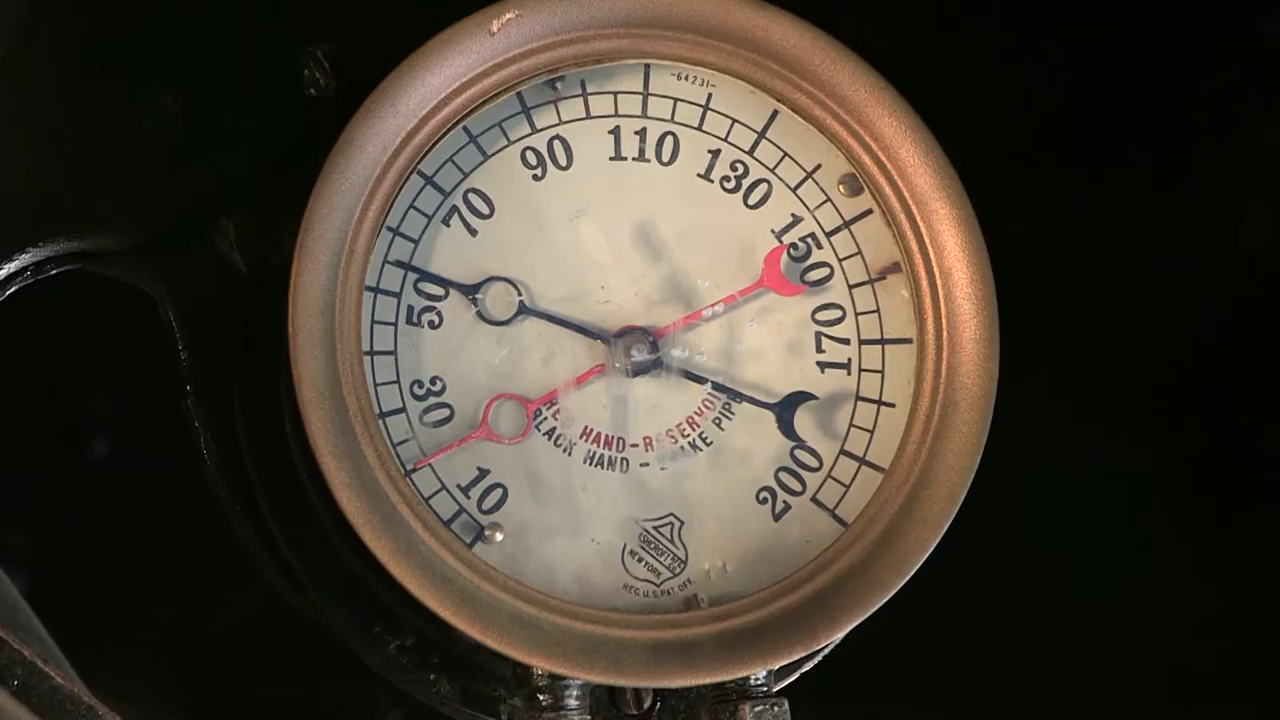 -64231-
110
90
130
70
150
50
170
30
10
200
RED HAND-RESERVOIR
BLACK HAND - PIPE
ASHCROFT MFG
CO.
NEW YORK
REG. U.S. PAT. OFF.